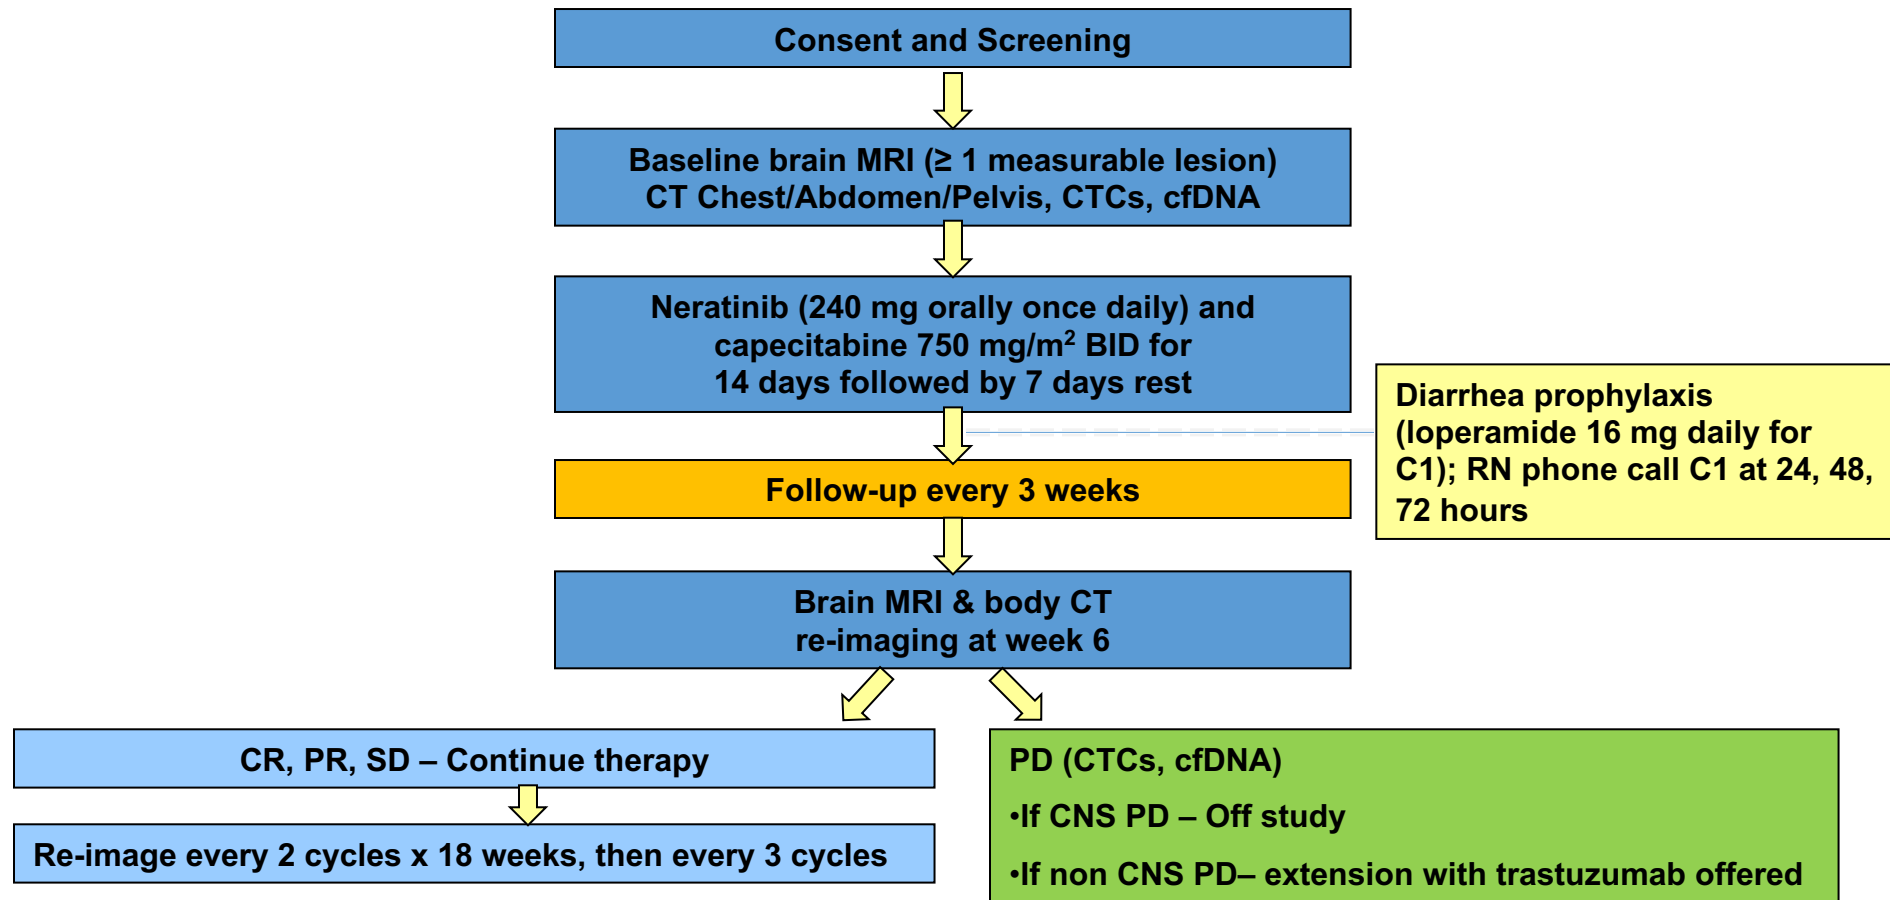 Consent and Screening
Baseline brain MRI (≥ 1 measurable lesion)
CT Chest/Abdomen/Pelvis, CTCs, cfDNA
Neratinib (240 mg orally once daily) and
capecitabine 750 mg/m² BID for
14 days followed by 7 days rest
Diarrhea prophylaxis
(loperamide 16 mg daily for
C1); RN phone call C1 at 24, 48,
72 hours
Follow-up every 3 weeks
Brain MRI & body CT
re-imaging at week 6
CR, PR, SD – Continue therapy
Re-image every 2 cycles x 18 weeks, then every 3 cycles
PD (CTCs, cfDNA)
•If CNS PD – Off study
•If non CNS PD– extension with trastuzumab offered